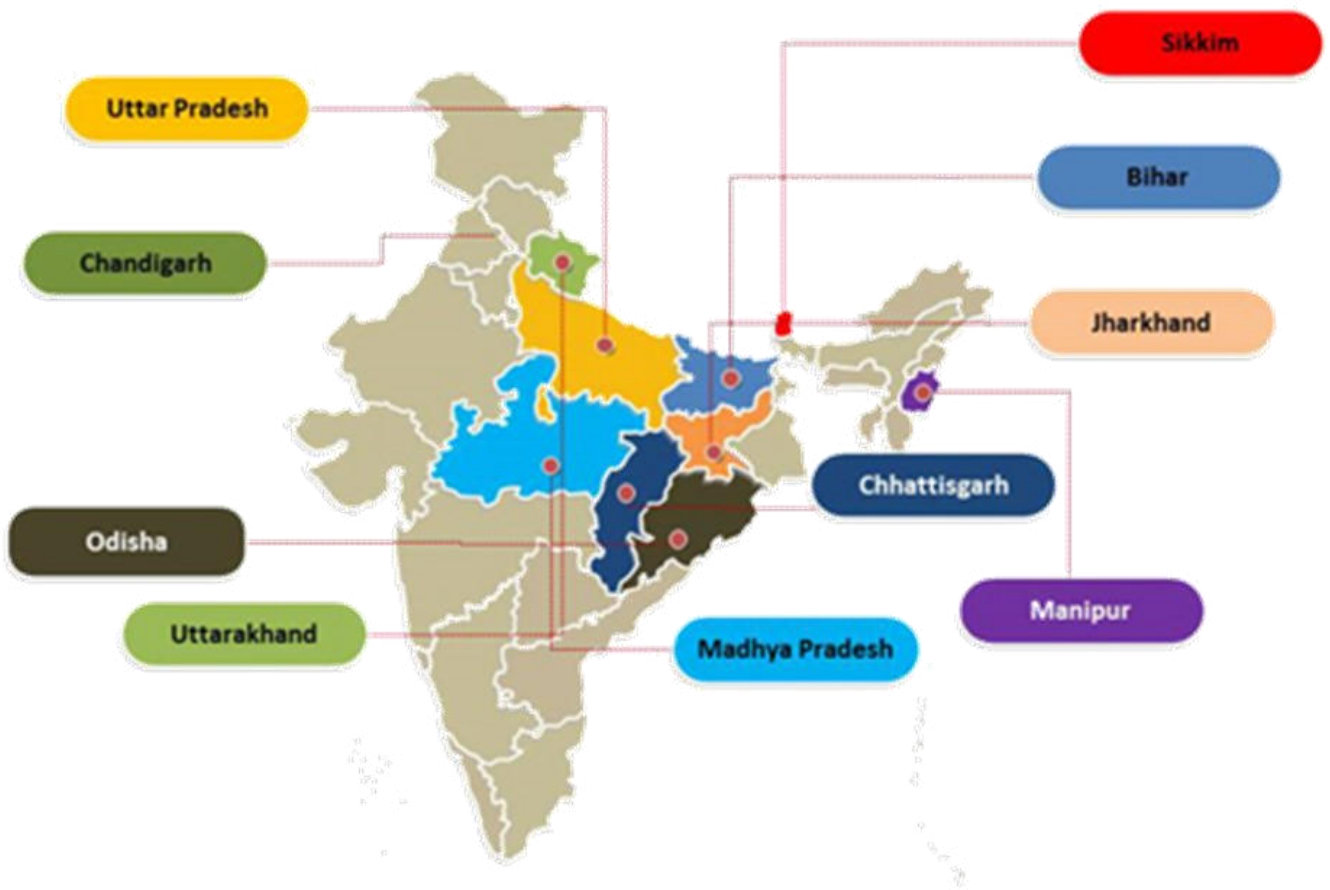 Sikkim
Uttar Pradesh
Bihar
Chandigarh
Jharkhand
Chhattisgarh
Odisha
Manipur
Uttarakhand
Madhya Pradesh